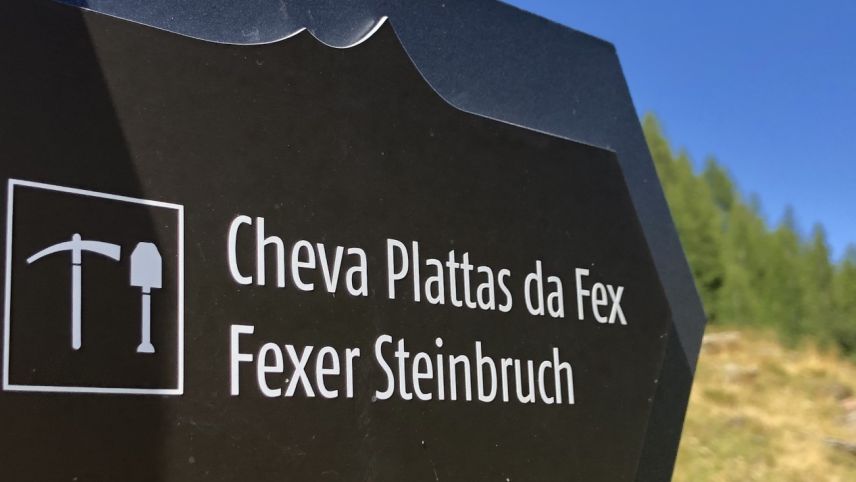 Cheva Plattas da Fex
Fexer Steinbruch